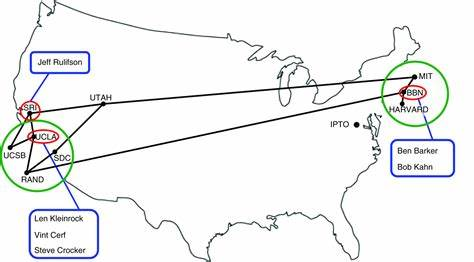 Jeff Rulifson
MIT
UTAH
BBN
SRI
HARVARD
IPTO
UCLA
UCSB
SDC
Ben Barker
Bob Kahn
RAND
Len Kleinrock
Vint Cerf
Steve Crocker